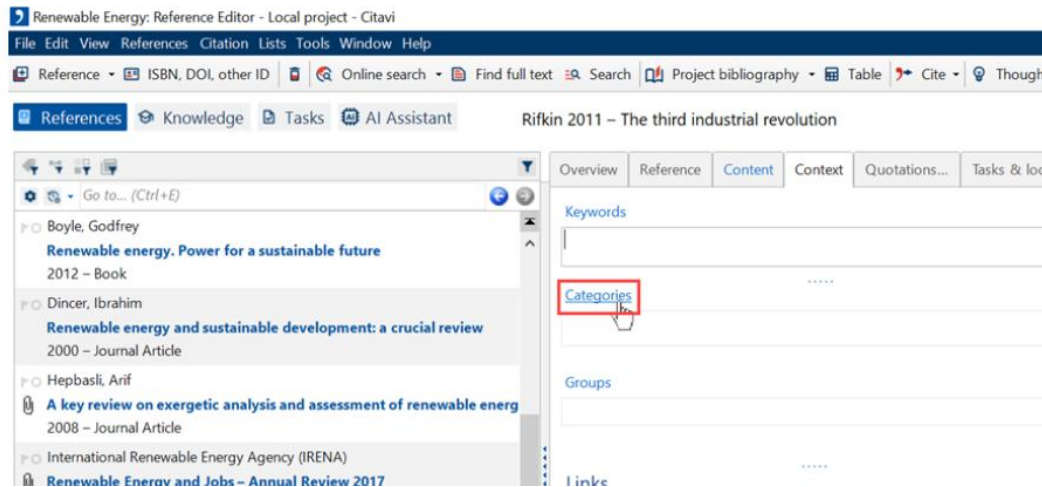 Renewable Energy: Reference Editor - Local project - Citavi
File Edit View References Citation Lists Tools Window Help
Reference ISBN, DOI, other ID Online search Find full text Search Project bibliography Table Cite Though
References Knowledge Tasks AI Assistant
Rifkin 2011 – The third industrial revolution
Go to... (Ctrl+E)
Boyle, Godfrey
Renewable energy. Power for a sustainable future
2012 – Book
Dincer, Ibrahim
Renewable energy and sustainable development: a crucial review
2000 – Journal Article
Hepbasli, Arif
A key review on exergetic analysis and assessment of renewable energ
2008 – Journal Article
International Renewable Energy Agency (IRENA)
Renewable Energy and Jobs – Annual Review 2017
Overview Reference Content Context Quotations... Tasks & loc
Keywords
Categories
Groups
Links